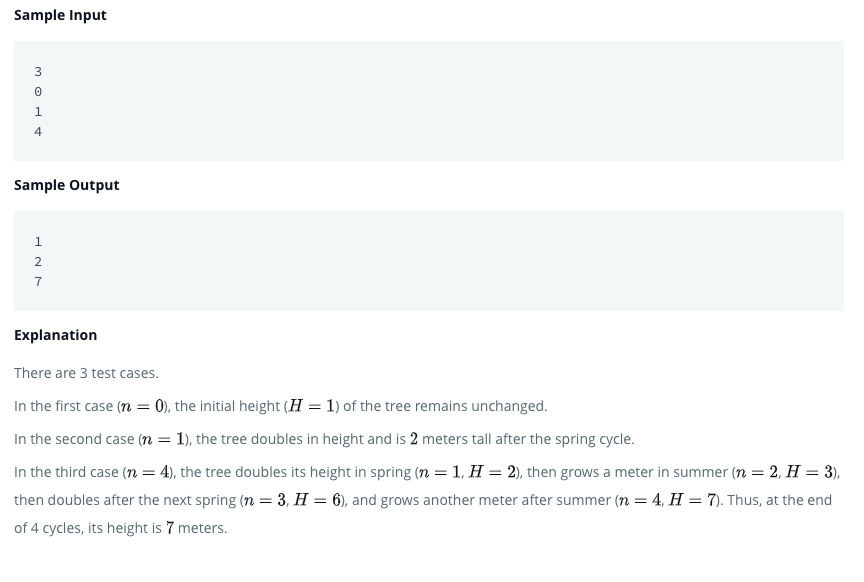 Sample Input
3
0
1
4
Sample Output
1
2
7
Explanation
There are 3 test cases.
In the first case (n = 0), the initial height (H = 1) of the tree remains unchanged.
In the second case (n = 1), the tree doubles in height and is 2 meters tall after the spring cycle.
In the third case (n = 4), the tree doubles its height in spring (n = 1, H = 2), then grows a meter in summer (n = 2, H = 3),
then doubles after the next spring (n = 3, H = 6), and grows another meter after summer (n = 4, H = 7). Thus, at the end
of 4 cycles, its height is 7 meters.